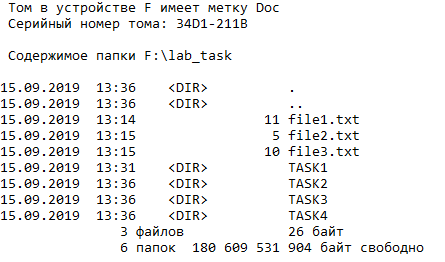 Том в устройстве F имеет метку Doc
Серийный номер тома: 34D1-211B
Содержимое папки F:\lab_task
15.09.2019  13:36    <DIR>          .
15.09.2019  13:36    <DIR>          ..
15.09.2019  13:14                11 file1.txt
15.09.2019  13:15                 5 file2.txt
15.09.2019  13:15                10 file3.txt
15.09.2019  13:31    <DIR>          TASK1
15.09.2019  13:36    <DIR>          TASK2
15.09.2019  13:36    <DIR>          TASK3
15.09.2019  13:36    <DIR>          TASK4
3 файлов                 26 байт
6 папок  180 609 531 904 байт свободно